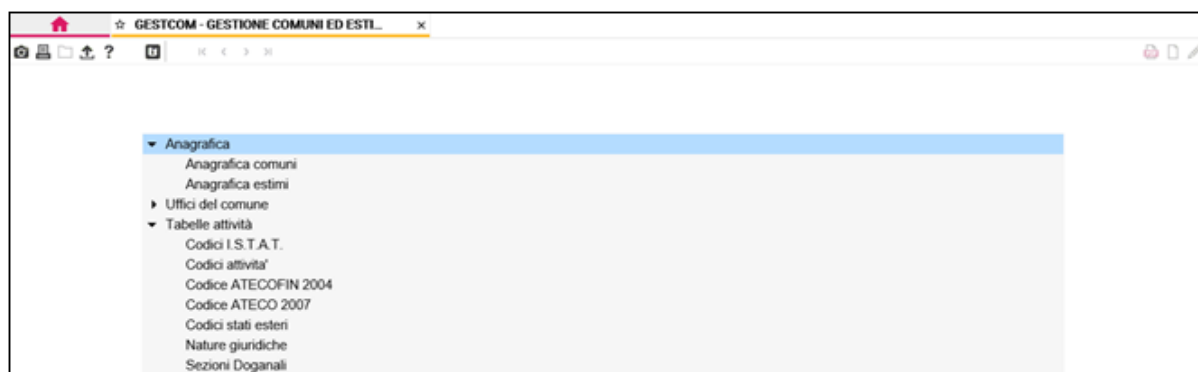 GESTCOM - GESTIONE COMUNI ED ESTI...
?
Anagrafica
Anagrafica comuni
Anagrafica estimi
Uffici del comune
Tabelle attività
Codici I.S.T.A.T.
Codici attivita'
Codice ATECOFIN 2004
Codice ATECO 2007
Codici stati esteri
Nature giuridiche
Sezioni Doganali